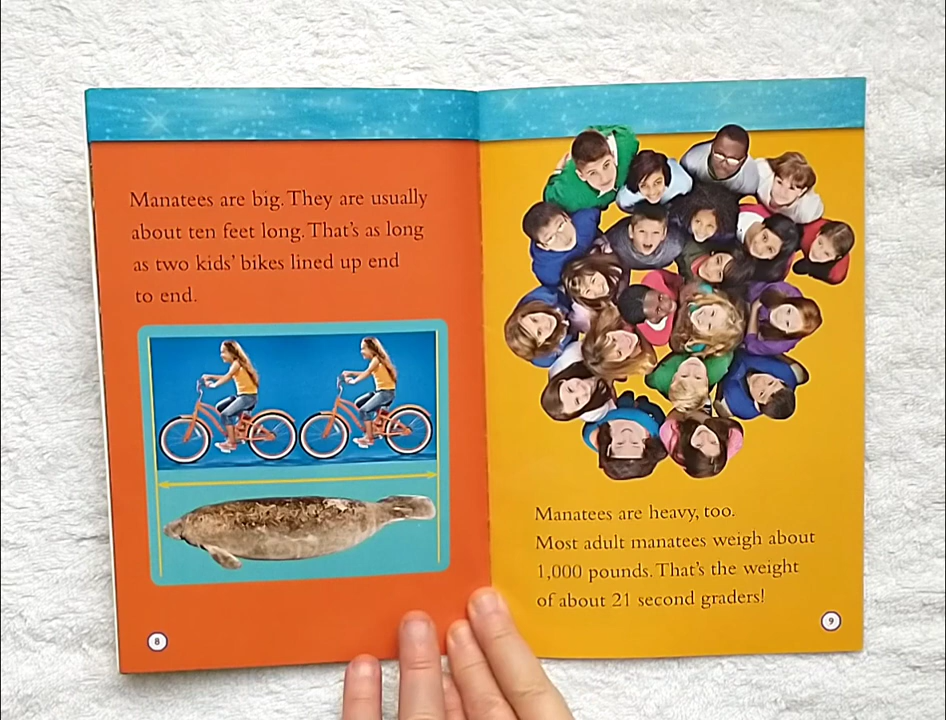 Manatees are big. They are usually
about ten feet long. That's as long
as two kids' bikes lined up end
to end.
8
Manatees are heavy, too.
Most adult manatees weigh about
1,000 pounds. That's the weight
of about 21 second graders!
9